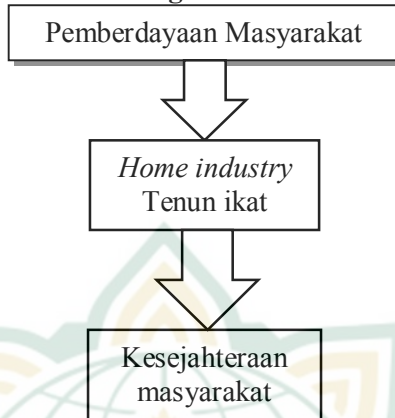 Pemberdayaan Masyarakat
Home industry
Tenun ikat
Kesejahteraan
masyarakat